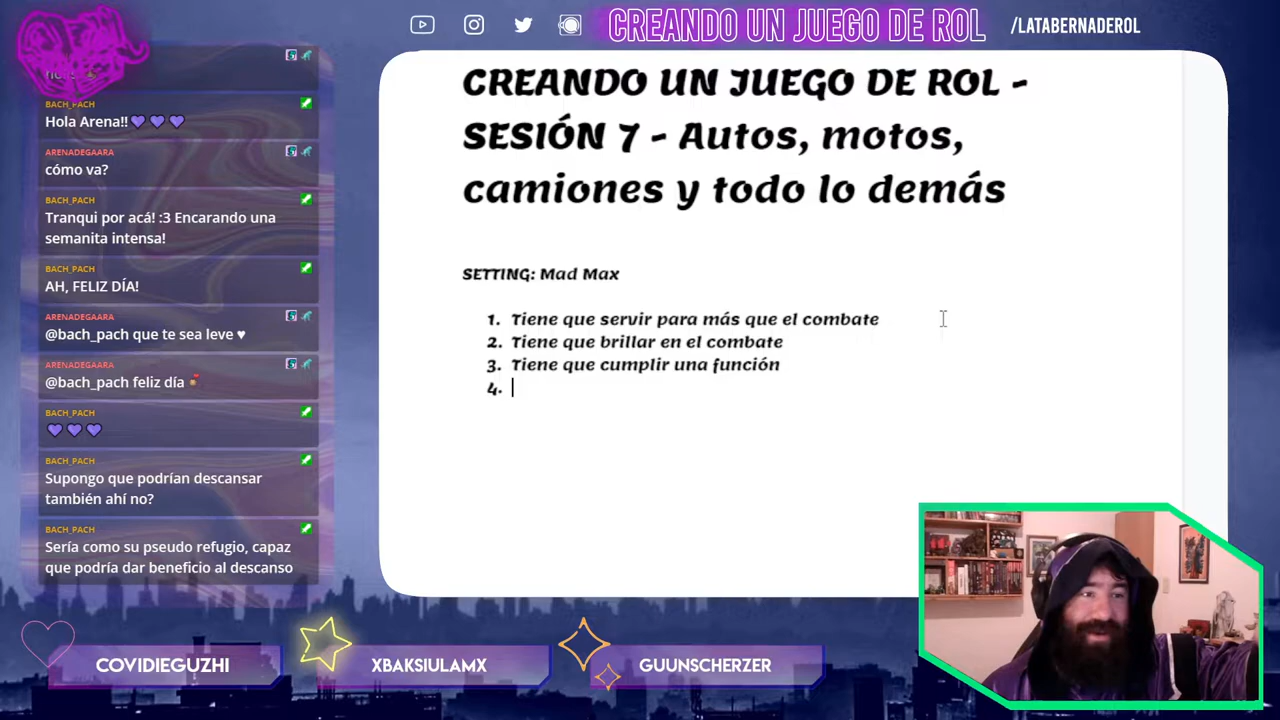 CREANDO UN JUEGO DE ROL
/LATABERNADEROL
BACH_PACH
Hola Arena!!💜💜💜
ARENADEGAARA
cómo va?
BACH_PACH
Tranqui por acá! :3 Encarando una
semanita intensa!
BACH_PACH
AH, FELIZ DÍA!
ARENADEGAARA
@bach_pach que te sea leve ♥
ARENADEGAARA
@bach_pach feliz día
BACH_PACH
💜💜💜
BACH_PACH
Supongo que podrían descansar
también ahí no?
BACH_PACH
Sería como su pseudo refugio, capaz
que podría dar beneficio al descanso
CREANDO UN JUEGO DE ROL -
SESIÓN 7 - Autos, motos,
camiones y todo lo demás
SETTING: Mad Max
1. Tiene que servir para más que el combate
2. Tiene que brillar en el combate
3. Tiene que cumplir una función
4.
COVIDIEGUZHI
XBAKSIULAMX
GUUNSCHERZER